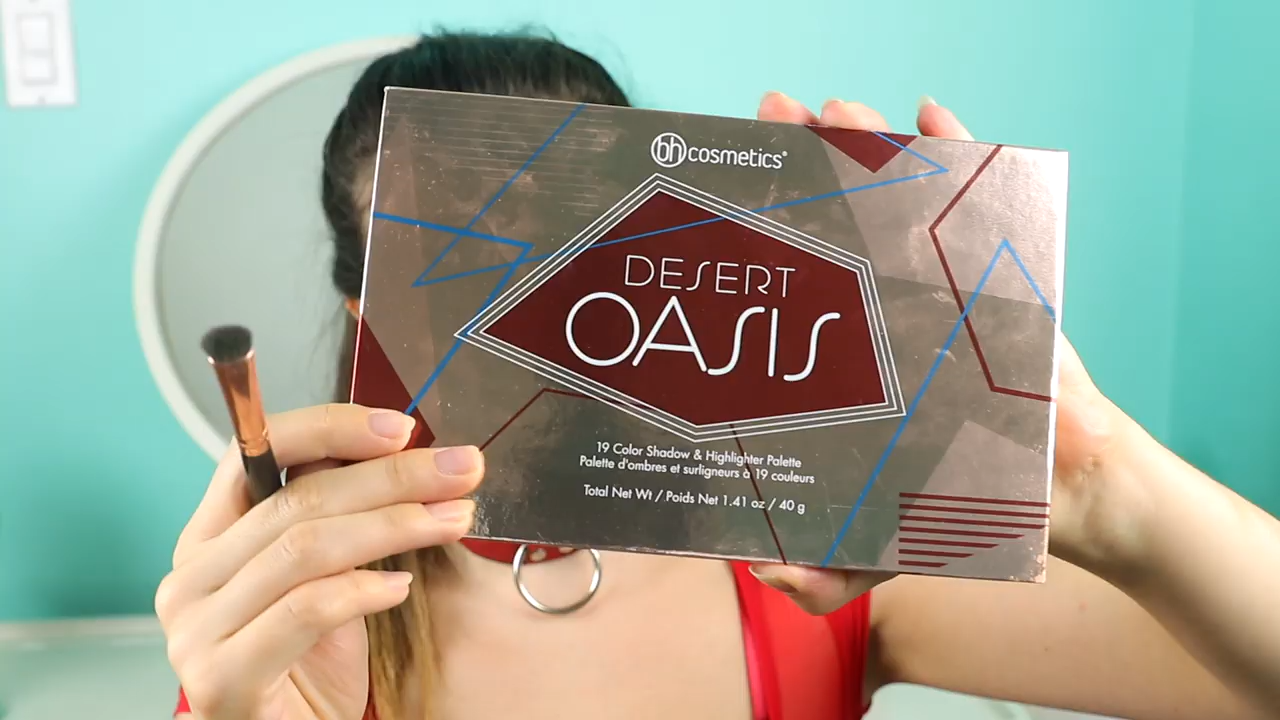 bh cosmetics®
DESERT
OASIS
19 Color Shadow & Highlighter Palette
Palette d'ombres et surligneurs à 19 couleurs
Total Net Wt / Poids Net 1.41 oz / 40 g